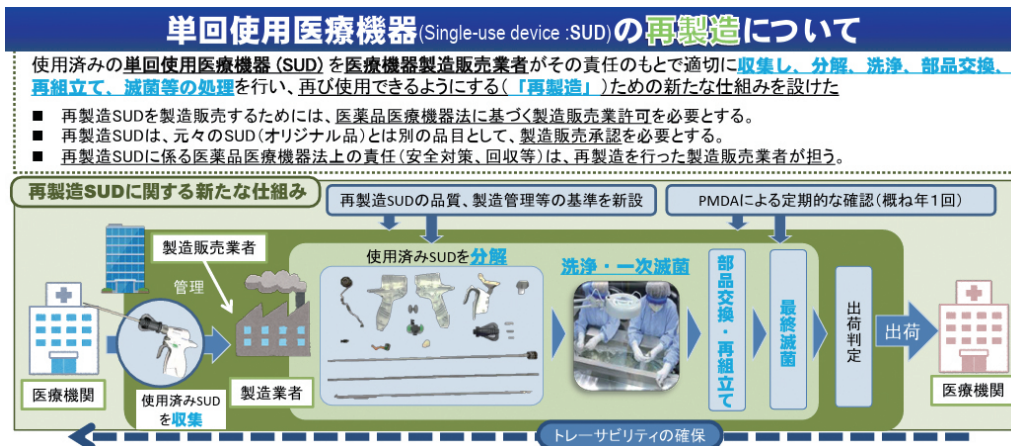 単回使用医療機器(Single-use device :SUD)の再製造について
使用済みの単回使用医療機器(SUD)を医療機器製造販売業者がその責任のもとで適切に収集し、分解、洗浄、部品交換、
再組立て、滅菌等の処理を行い、再び使用できるようにする(「再製造」)ための新たな仕組みを設けた
■ 再製造SUDを製造販売するためには、医薬品医療機器法に基づく製造販売業許可を必要とする。
■ 再製造SUDは、元々のSUD(オリジナル品)とは別の品目として、製造販売承認を必要とする。
■ 再製造SUDに係る医薬品医療機器法上の責任(安全対策、回収等)は、再製造を行った製造販売業者が担う。
再製造SUDに関する新たな仕組み
再製造SUDの品質、製造管理等の基準を新設
PMDAによる定期的な確認(概ね年1回)
製造販売業者
管理
医療機関
使用済みSUD
を収集
製造業者
使用済みSUDを分解
洗浄・一次滅菌
部品交換・再組立て
最終滅菌
出荷判定
出荷
医療機関
トレーサビリティの確保